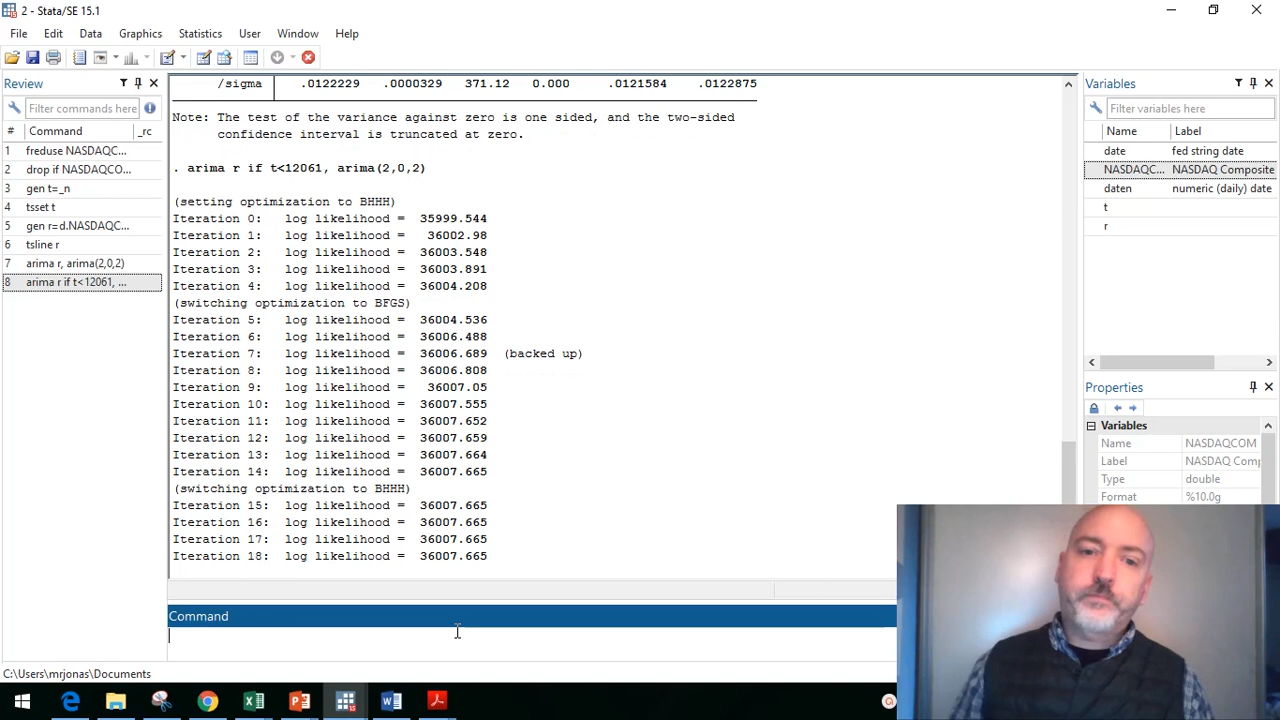 2 - Stata/SE 15.1
File Edit Data Graphics Statistics User Window Help
Review
Filter commands here
# Command _rc
1 freduse NASDAQC...
2 drop if NASDAQCO...
3 gen t=_n
4 tsset t
5 gen r=d.NASDAQC...
6 tsline r
7 arima r, arima(2,0,2)
8 arima r if t<12061, ...
/sigma .0122229 .0000329 371.12 0.000 .0121584 .0122875
Note: The test of the variance against zero is one sided, and the two-sided
confidence interval is truncated at zero.
. arima r if t<12061, arima(2,0,2)
(setting optimization to BHHH)
Iteration 0: log likelihood = 35999.544
Iteration 1: log likelihood = 36002.98
Iteration 2: log likelihood = 36003.548
Iteration 3: log likelihood = 36003.891
Iteration 4: log likelihood = 36004.208
(switching optimization to BFGS)
Iteration 5: log likelihood = 36004.536
Iteration 6: log likelihood = 36006.488
Iteration 7: log likelihood = 36006.689 (backed up)
Iteration 8: log likelihood = 36006.808
Iteration 9: log likelihood = 36007.05
Iteration 10: log likelihood = 36007.555
Iteration 11: log likelihood = 36007.652
Iteration 12: log likelihood = 36007.659
Iteration 13: log likelihood = 36007.664
Iteration 14: log likelihood = 36007.665
(switching optimization to BHHH)
Iteration 15: log likelihood = 36007.665
Iteration 16: log likelihood = 36007.665
Iteration 17: log likelihood = 36007.665
Iteration 18: log likelihood = 36007.665
Command
C:\Users\mrjonas\Documents
Variables
Filter variables here
Name Label
date fed string date
NASDAQC... NASDAQ Composite
daten numeric (daily) date
t
r
Properties
Variables
Name NASDAQCOM
Label NASDAQ Comp
Type double
Format %10.0g